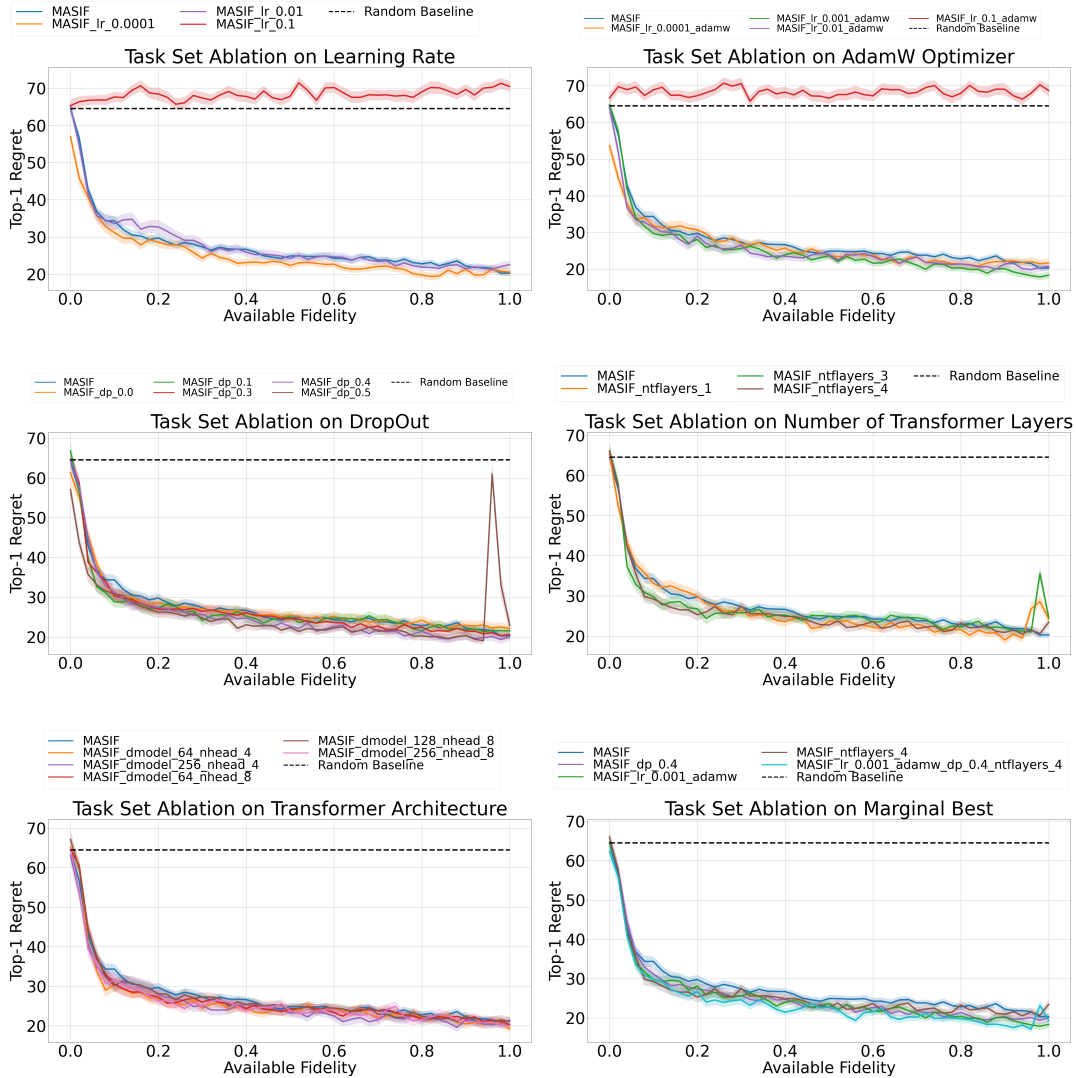 MASIF MASIF_lr_0.01 Random Baseline
MASIF_lr_0.0001 MASIF_lr_0.1
Task Set Ablation on Learning Rate
Top-1 Regret
70
60
50
40
30
20
0.0 0.2 0.4 0.6 0.8 1.0
Available Fidelity
MASIF MASIF_lr_0.001_adamw MASIF_lr_0.1_adamw
MASIF_lr_0.0001_adamw MASIF_lr_0.01_adamw Random Baseline
Task Set Ablation on AdamW Optimizer
Top-1 Regret
70
60
50
40
30
20
0.0 0.2 0.4 0.6 0.8 1.0
Available Fidelity
MASIF MASIF_dp_0.1 MASIF_dp_0.4 Random Baseline
MASIF_dp_0.0 MASIF_dp_0.3 MASIF_dp_0.5
Task Set Ablation on DropOut
Top-1 Regret
70
60
50
40
30
20
0.0 0.2 0.4 0.6 0.8 1.0
Available Fidelity
MASIF MASIF_ntflayers_3 Random Baseline
MASIF_ntflayers_1 MASIF_ntflayers_4
Task Set Ablation on Number of Transformer Layers
Top-1 Regret
70
60
50
40
30
20
0.0 0.2 0.4 0.6 0.8 1.0
Available Fidelity
MASIF MASIF_dmodel_128_nhead_8
MASIF_dmodel_64_nhead_4 MASIF_dmodel_256_nhead_8
MASIF_dmodel_256_nhead_4 Random Baseline
MASIF_dmodel_64_nhead_8
Task Set Ablation on Transformer Architecture
Top-1 Regret
70
60
50
40
30
20
0.0 0.2 0.4 0.6 0.8 1.0
Available Fidelity
MASIF MASIF_ntflayers_4
MASIF_dp_0.4 MASIF_lr_0.001_adamw_dp_0.4_ntflayers_4
MASIF_lr_0.001_adamw Random Baseline
Task Set Ablation on Marginal Best
Top-1 Regret
70
60
50
40
30
20
0.0 0.2 0.4 0.6 0.8 1.0
Available Fidelity